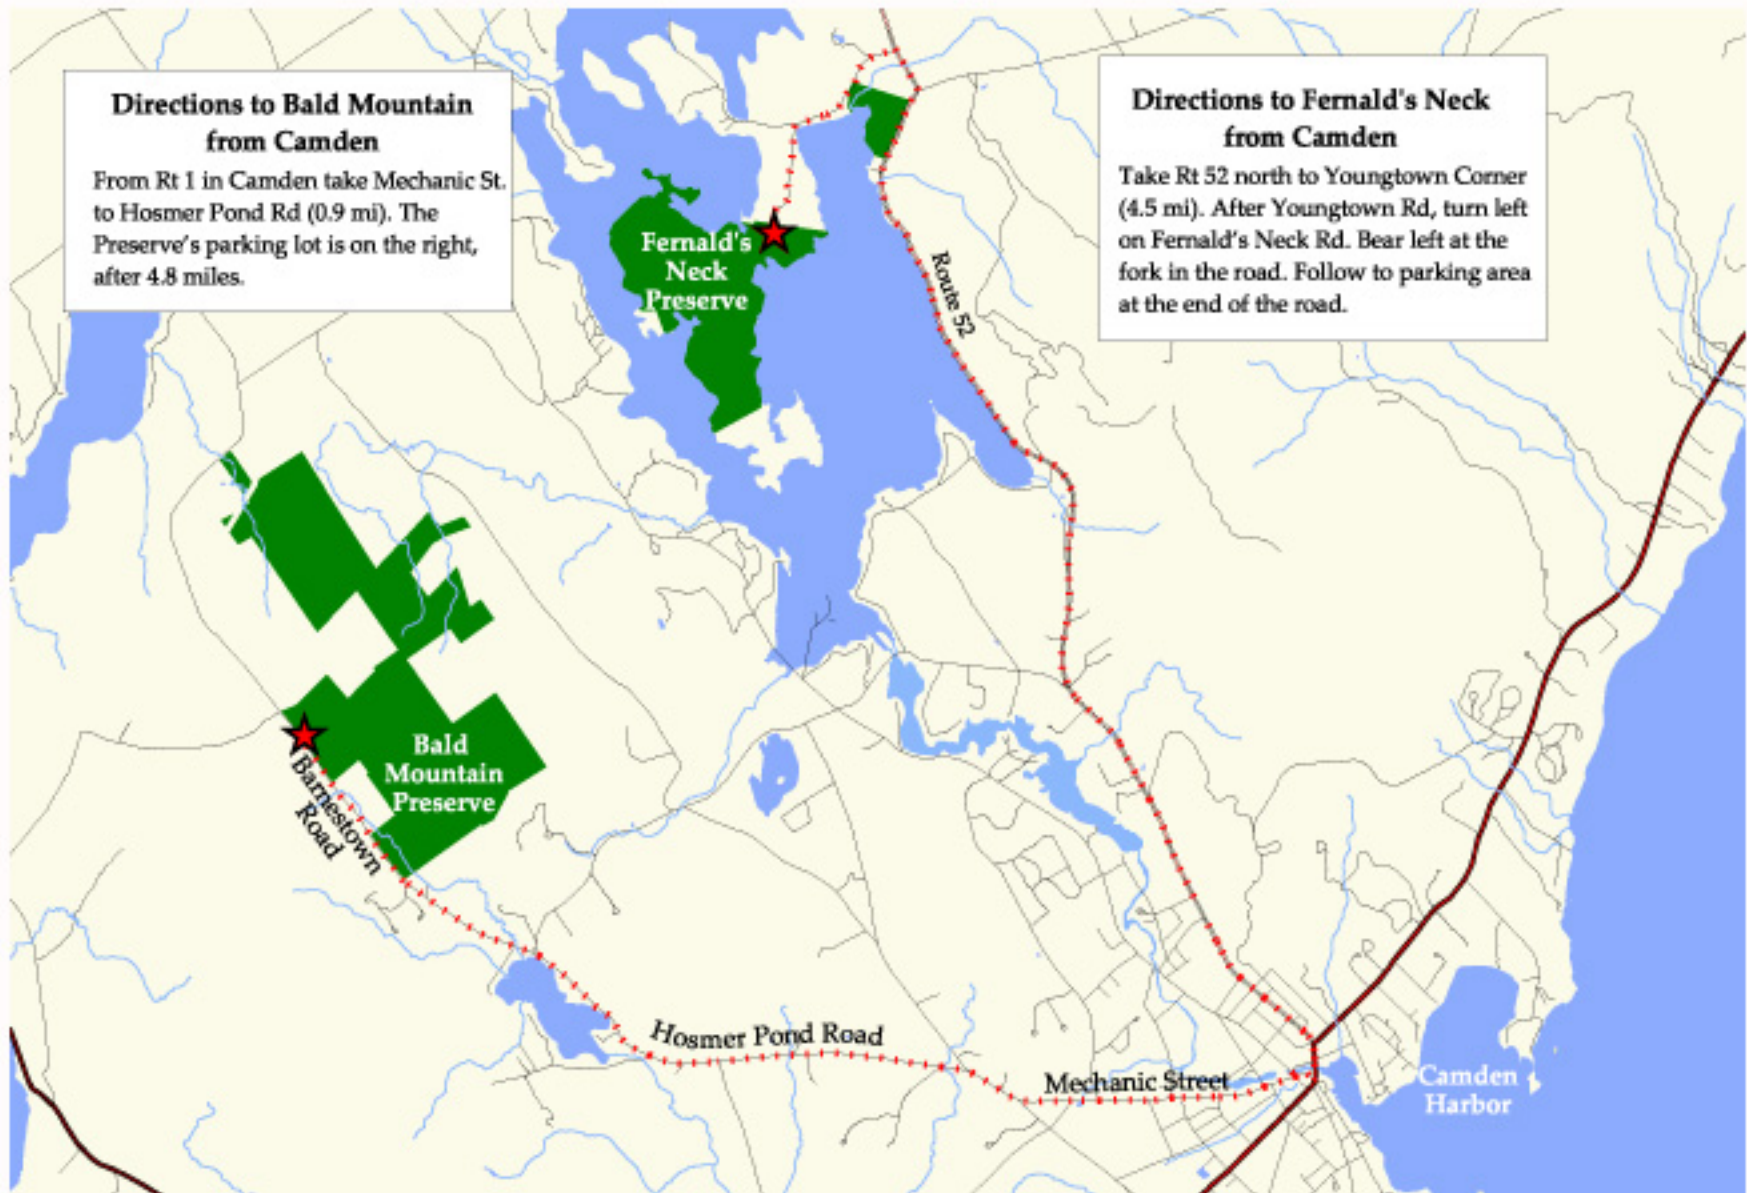 Directions to Bald Mountain
from Camden
From Rt 1 in Camden take Mechanic St.
to Hosmer Pond Rd (0.9 mi). The
Preserve's parking lot is on the right,
after 4.8 miles.
Directions to Fernald's Neck
from Camden
Take Rt 52 north to Youngtown Corner
(4.5 mi). After Youngtown Rd, turn left
on Fernald's Neck Rd. Bear left at the
fork in the road. Follow to parking area
at the end of the road.
Fernald's
Neck
Preserve
Route 52
Bald
Mountain
Preserve
Barnestown
Road
Hosmer Pond Road
Mechanic Street
Camden
Harbor